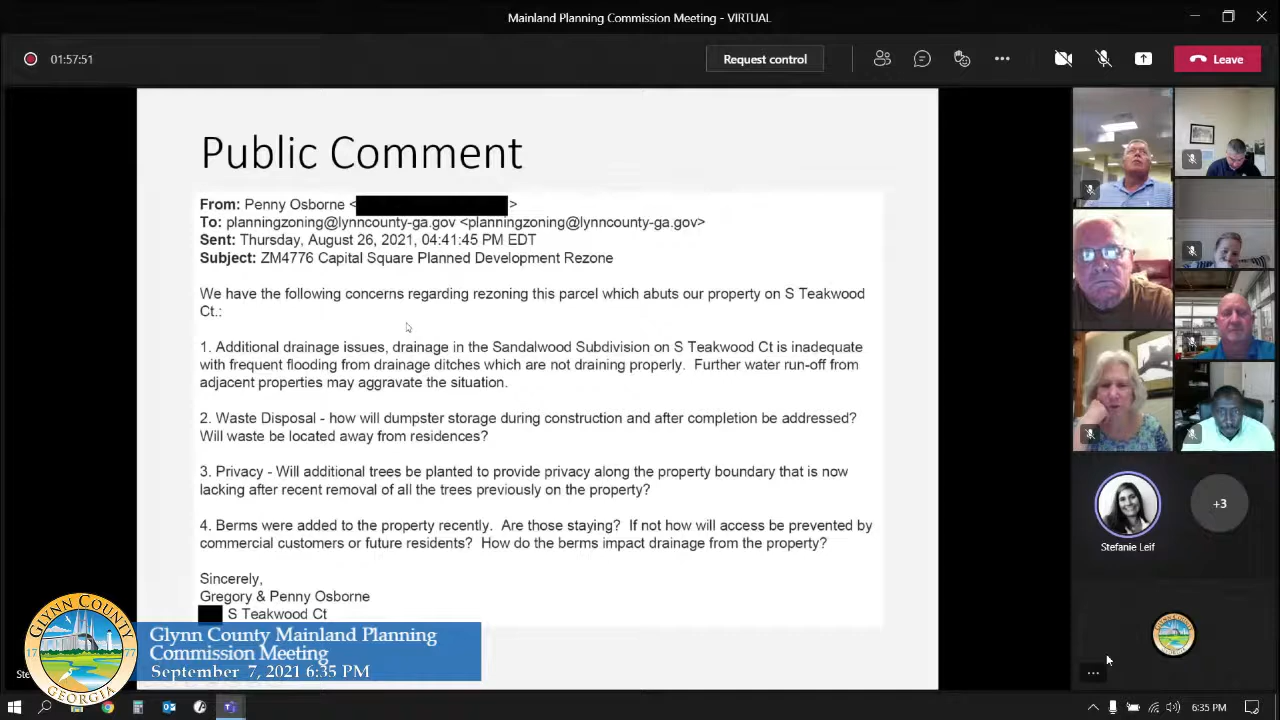 Mainland Planning Commission Meeting - VIRTUAL
01:57:51
Request control
Leave
Public Comment
From: Penny Osborne < >
To: planningzoning@lynncounty-ga.gov <planningzoning@lynncounty-ga.gov>
Sent: Thursday, August 26, 2021, 04:41:45 PM EDT
Subject: ZM4776 Capital Square Planned Development Rezone
We have the following concerns regarding rezoning this parcel which abuts our property on S Teakwood
Ct.:
1. Additional drainage issues, drainage in the Sandalwood Subdivision on S Teakwood Ct is inadequate
with frequent flooding from drainage ditches which are not draining properly. Further water run-off from
adjacent properties may aggravate the situation.
2. Waste Disposal - how will dumpster storage during construction and after completion be addressed?
Will waste be located away from residences?
3. Privacy - Will additional trees be planted to provide privacy along the property boundary that is now
lacking after recent removal of all the trees previously on the property?
4. Berms were added to the property recently. Are those staying? If not how will access be prevented by
commercial customers or future residents? How do the berms impact drainage from the property?
Sincerely,
Gregory & Penny Osborne
S Teakwood Ct
+3
Stefanie Leif
GLYNN COUNTY
1777
GEORGIA
Glynn County Mainland Planning
Commission Meeting
September 7, 2021 6:35 PM
Ste
6:35 PM